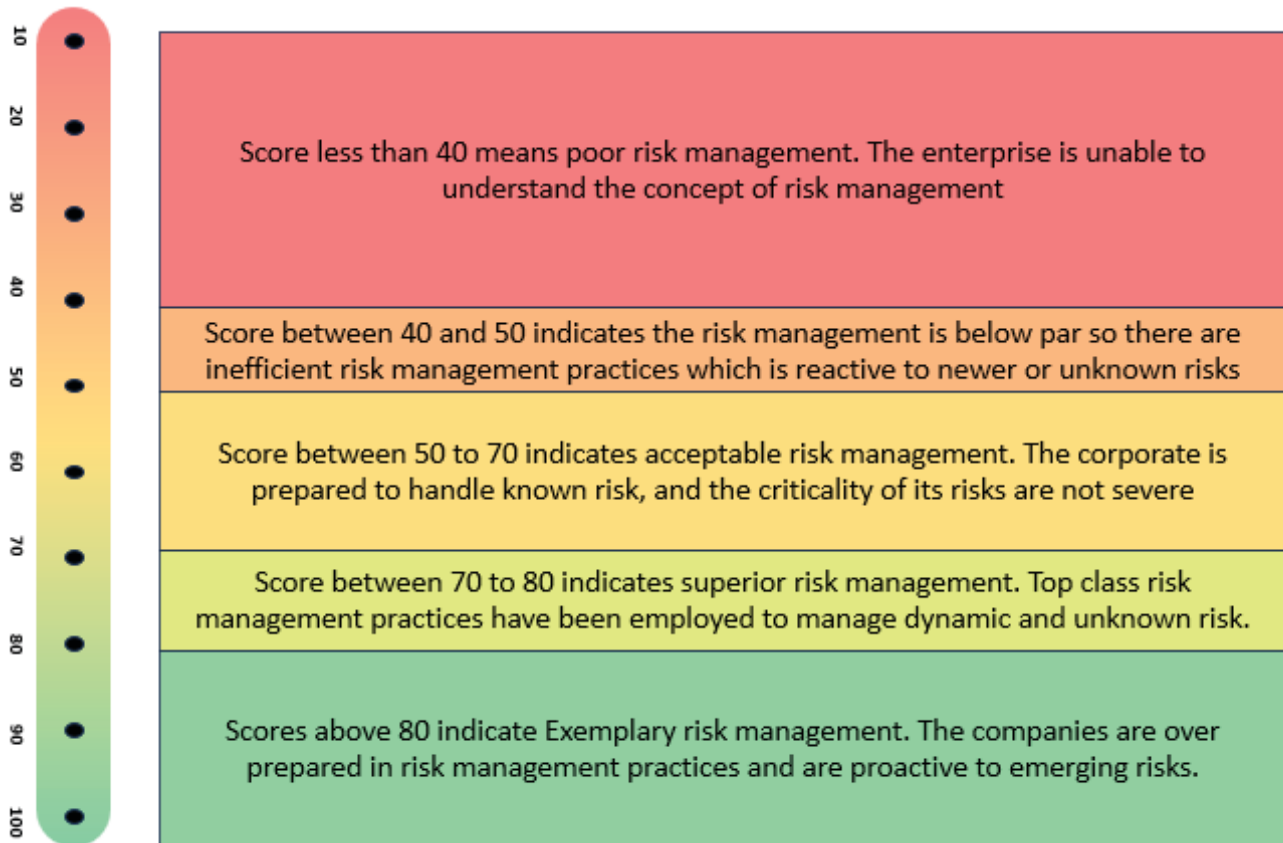 10
20
30
40
50
60
70
80
90
100
Score less than 40 means poor risk management. The enterprise is unable to
understand the concept of risk management
Score between 40 and 50 indicates the risk management is below par so there are
inefficient risk management practices which is reactive to newer or unknown risks
Score between 50 to 70 indicates acceptable risk management. The corporate is
prepared to handle known risk, and the criticality of its risks are not severe
Score between 70 to 80 indicates superior risk management. Top class risk
management practices have been employed to manage dynamic and unknown risk.
Scores above 80 indicate Exemplary risk management. The companies are over
prepared in risk management practices and are proactive to emerging risks.